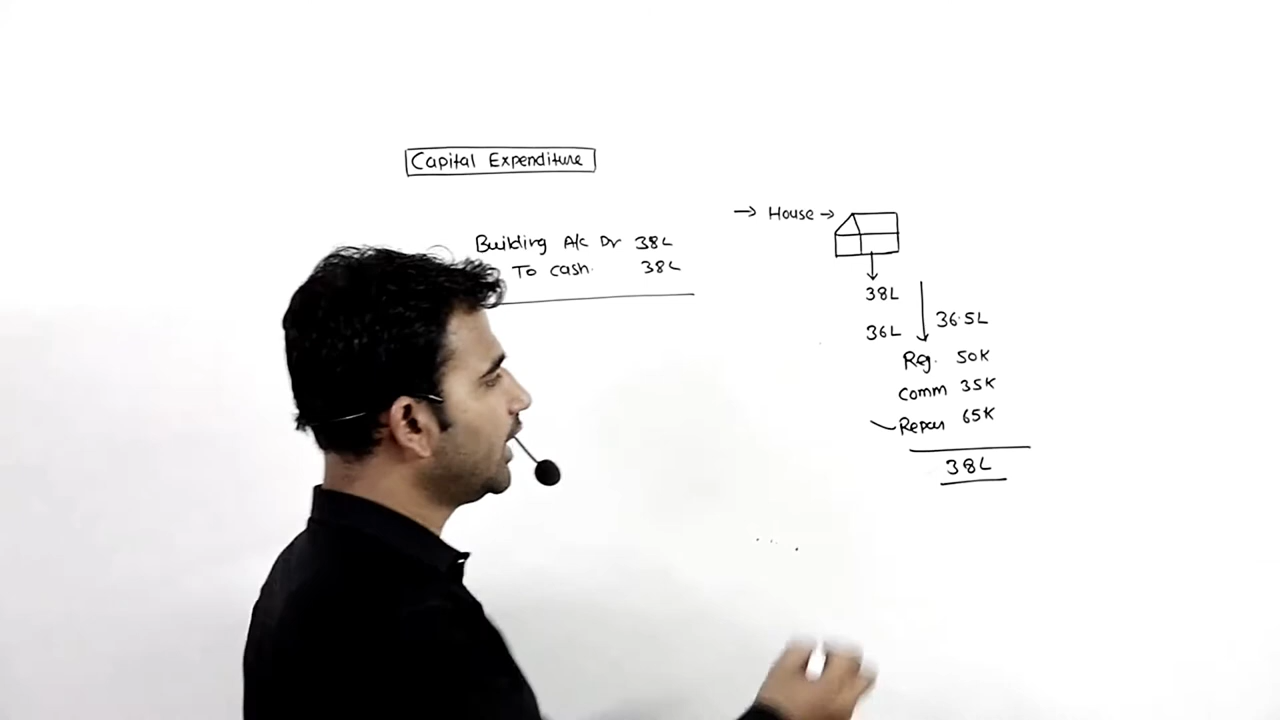 Capital Expenditure
Building A/c Dr 38L
To cash. 38L
→ House →
38L
36L
36.5L
Reg. 50K
Comm 35K
Repair 65K
38L